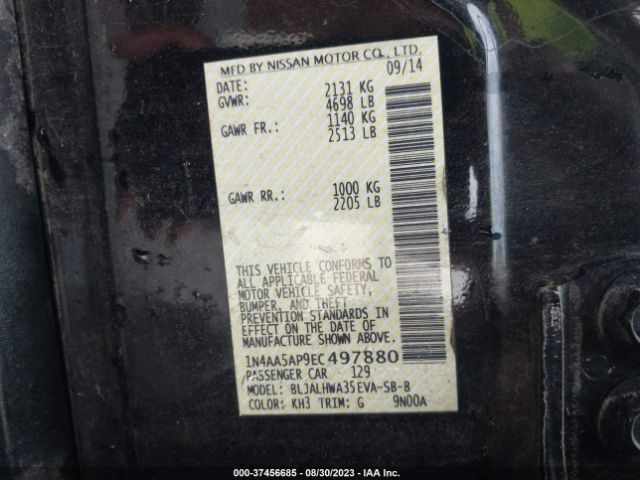 MFD BY NISSAN MOTOR CO., LTD.
DATE: 09/14
GVWR: 2131 KG
4698 LB
GAWR FR.: 1140 KG
2513 LB
GAWR RR.: 1000 KG
2205 LB
THIS VEHICLE CONFORMS TO
ALL APPLICABLE FEDERAL
MOTOR VEHICLE SAFETY,
BUMPER, AND THEFT
PREVENTION STANDARDS IN
EFFECT ON THE DATE OF
MANUFACTURE SHOWN ABOVE.
1N4AA5AP9EC497880
PASSENGER CAR 129
MODEL: BLJALHWA35EVA-SB-B
COLOR: KH3 TRIM: G 9N00A
000-37456685 - 08/30/2023 - IAA Inc.